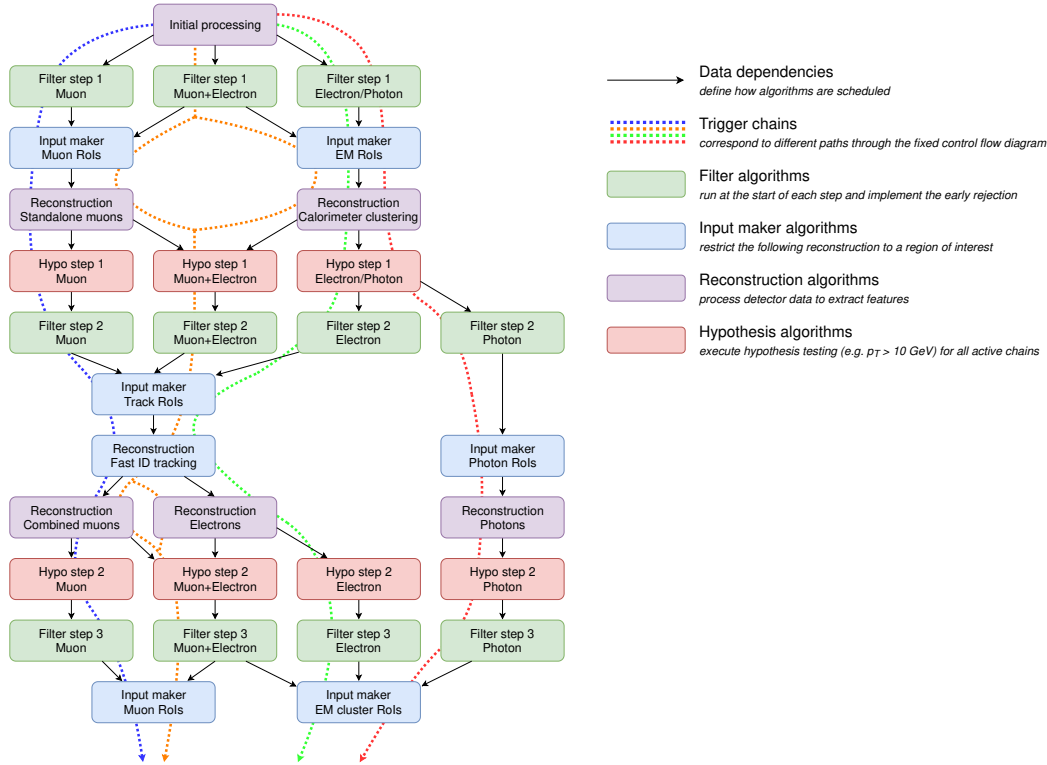 Initial processing
Filter step 1
Muon
Filter step 1
Muon+Electron
Filter step 1
Electron/Photon
Input maker
Muon RoIs
Input maker
EM RoIs
Reconstruction
Standalone muons
Reconstruction
Calorimeter clustering
Hypo step 1
Muon
Hypo step 1
Muon+Electron
Hypo step 1
Electron/Photon
Filter step 2
Muon
Filter step 2
Muon+Electron
Filter step 2
Electron
Filter step 2
Photon
Input maker
Track RoIs
Reconstruction
Fast ID tracking
Input maker
Photon RoIs
Reconstruction
Combined muons
Reconstruction
Electrons
Reconstruction
Photons
Hypo step 2
Muon
Hypo step 2
Muon+Electron
Hypo step 2
Electron
Hypo step 2
Photon
Filter step 3
Muon
Filter step 3
Muon+Electron
Filter step 3
Electron
Filter step 3
Photon
Input maker
Muon RoIs
Input maker
EM cluster RoIs
Data dependencies
define how algorithms are scheduled
Trigger chains
correspond to different paths through the fixed control flow diagram
Filter algorithms
run at the start of each step and implement the early rejection
Input maker algorithms
restrict the following reconstruction to a region of interest
Reconstruction algorithms
process detector data to extract features
Hypothesis algorithms
execute hypothesis testing (e.g. pT > 10 GeV) for all active chains